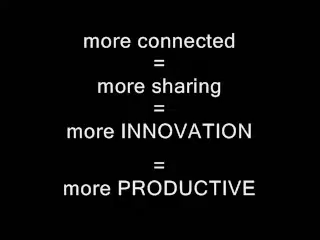 more connected
=
more sharing
=
more INNOVATION
=
more PRODUCTIVE